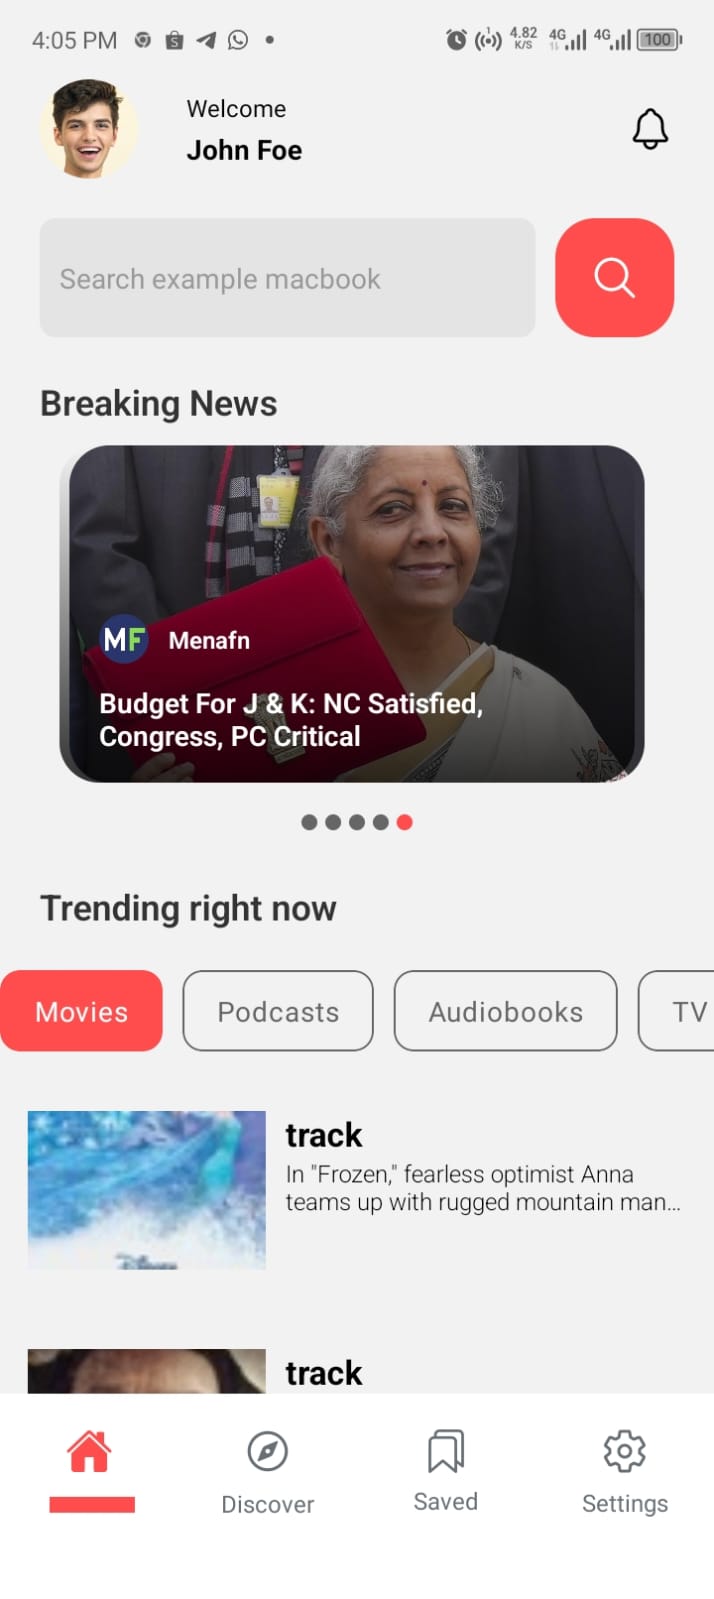 4:05 PM
4.82
K/S
4G
4G
100
Welcome
John Foe
Search example macbook
Breaking News
MF Menafn
Budget For J & K: NC Satisfied,
Congress, PC Critical
Trending right now
Movies
Podcasts
Audiobooks
TV
track
In "Frozen," fearless optimist Anna
teams up with rugged mountain man...
track
Discover
Saved
Settings